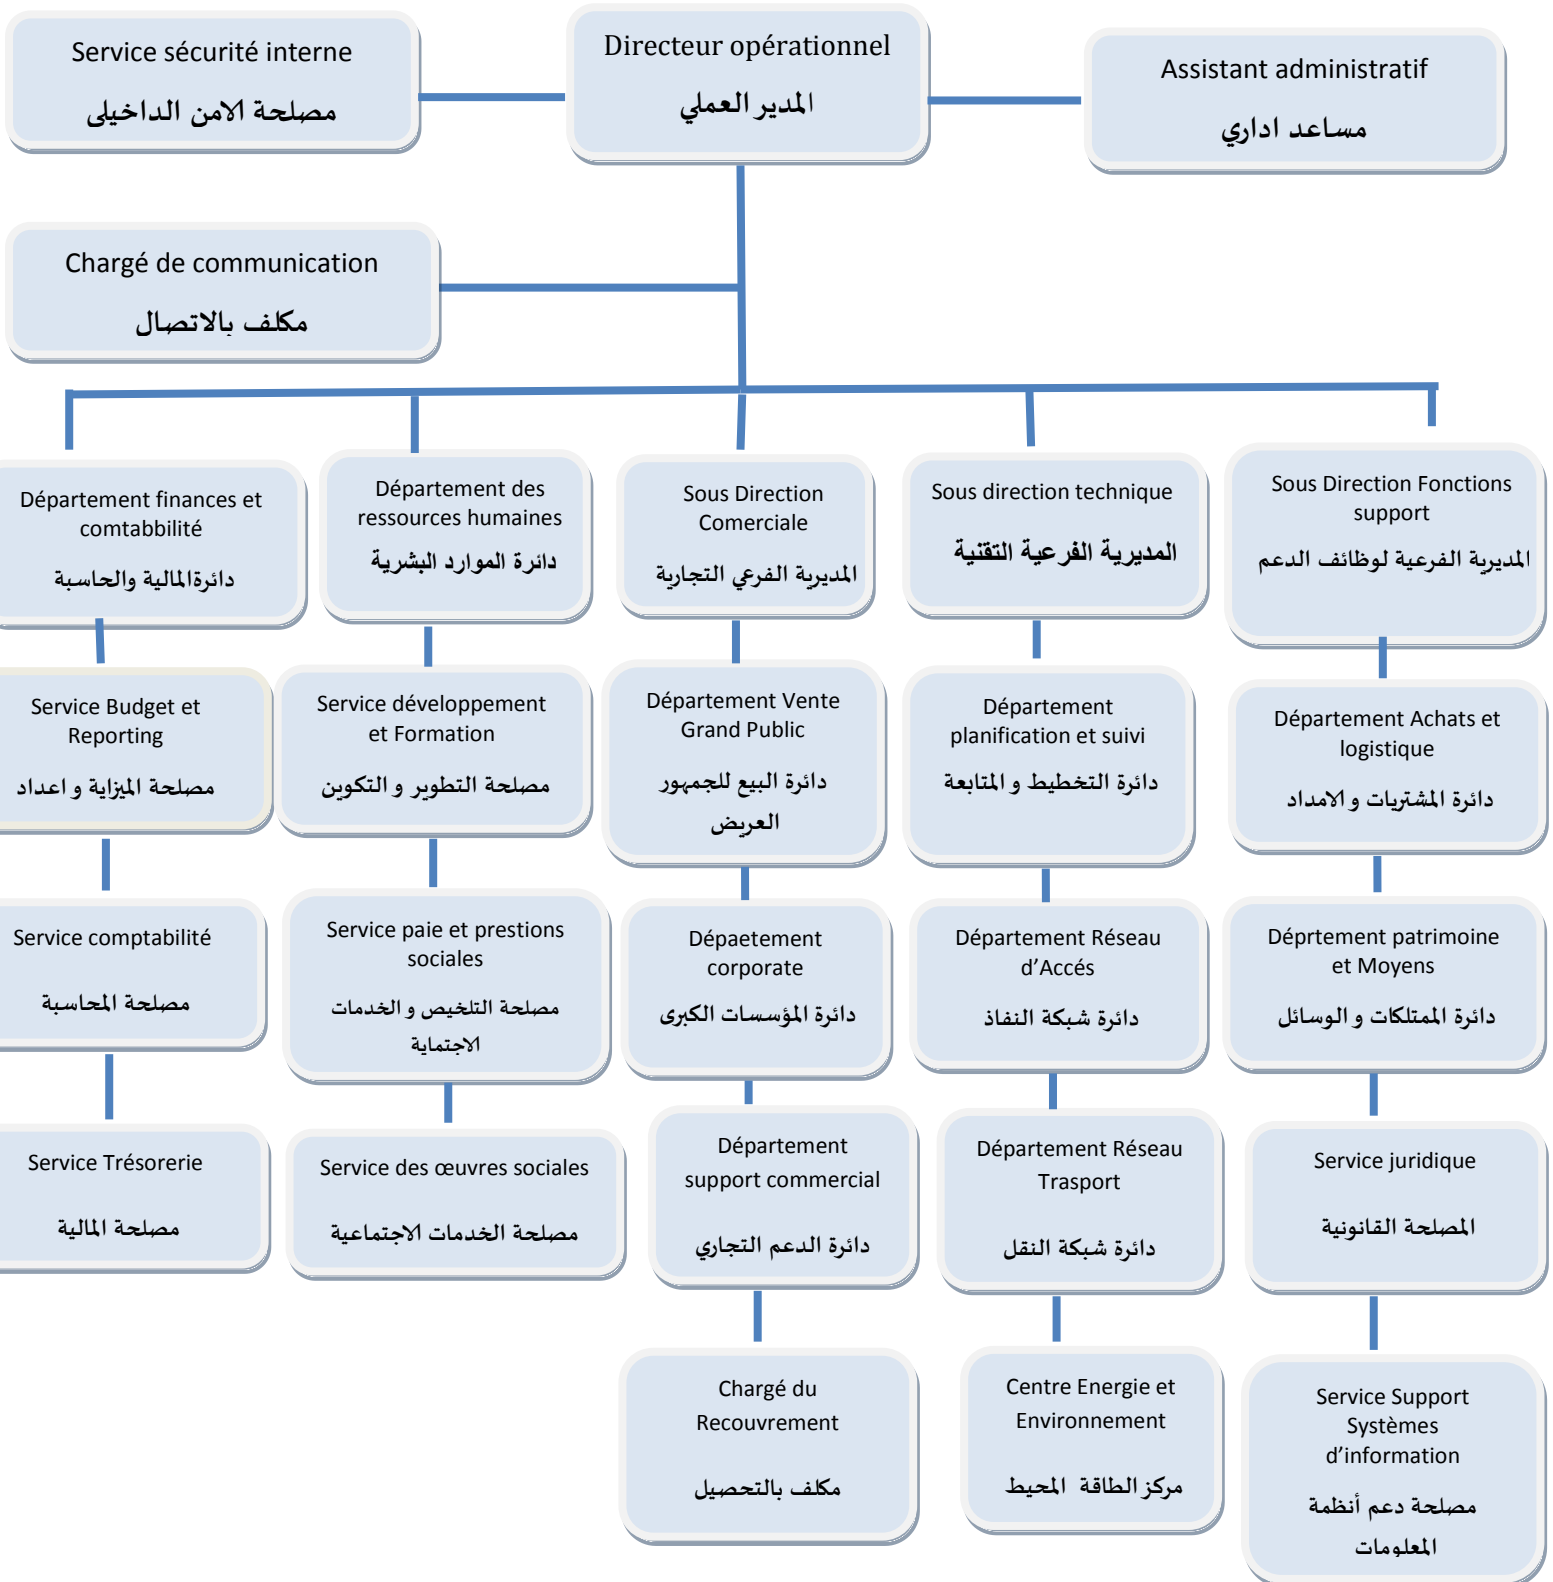 Service sécurité interne
مصلحة الامن الداخيلى
Directeur opérationnel
المدير العملي
Assistant administratif
مساعد اداري
Chargé de communication
مكلف بالاتصال
Département finances et
comtabbilité
دائرةالمالية والحاسبة
Département des
ressources humaines
دائرة الموارد البشرية
Sous Direction
Comerciale
المديرية الفرعي التجارية
Sous direction technique
المديرية الفرعية التقنية
Sous Direction Fonctions
support
المديرية الفرعية لوظائف الدعم
Service Budget et
Reporting
مصلحة الميزاية و اعداد
Service développement
et Formation
مصلحة التطوير و التكوين
Département Vente
Grand Public
دائرة البيع للجمهور
العريض
Département
planification et suivi
دائرة التخطيط و المتابعة
Département Achats et
logistique
دائرة المشتريات و الامداد
Service comptabilité
مصلحة المحاسبة
Service paie et prestions
sociales
مصلحة التلخيص و الخدمات
الاجتماية
Dépaetement
corporate
دائرة المؤسسات الكبرى
Département Réseau
d’Accés
دائرة شبكة النفاذ
Déprtement patrimoine
et Moyens
دائرة الممتلكات و الوسائل
Service Trésorerie
مصلحة المالية
Service des œuvres sociales
مصلحة الخدمات الاجتماعية
Département
support commercial
دائرة الدعم التجاري
Département Réseau
Trasport
دائرة شبكة النقل
Service juridique
المصلحة القانونية
Chargé du
Recouvrement
مكلف بالتحصيل
Centre Energie et
Environnement
مركز الطاقة المحيط
Service Support
Systèmes
d’information
مصلحة دعم أنظمة
المعلومات